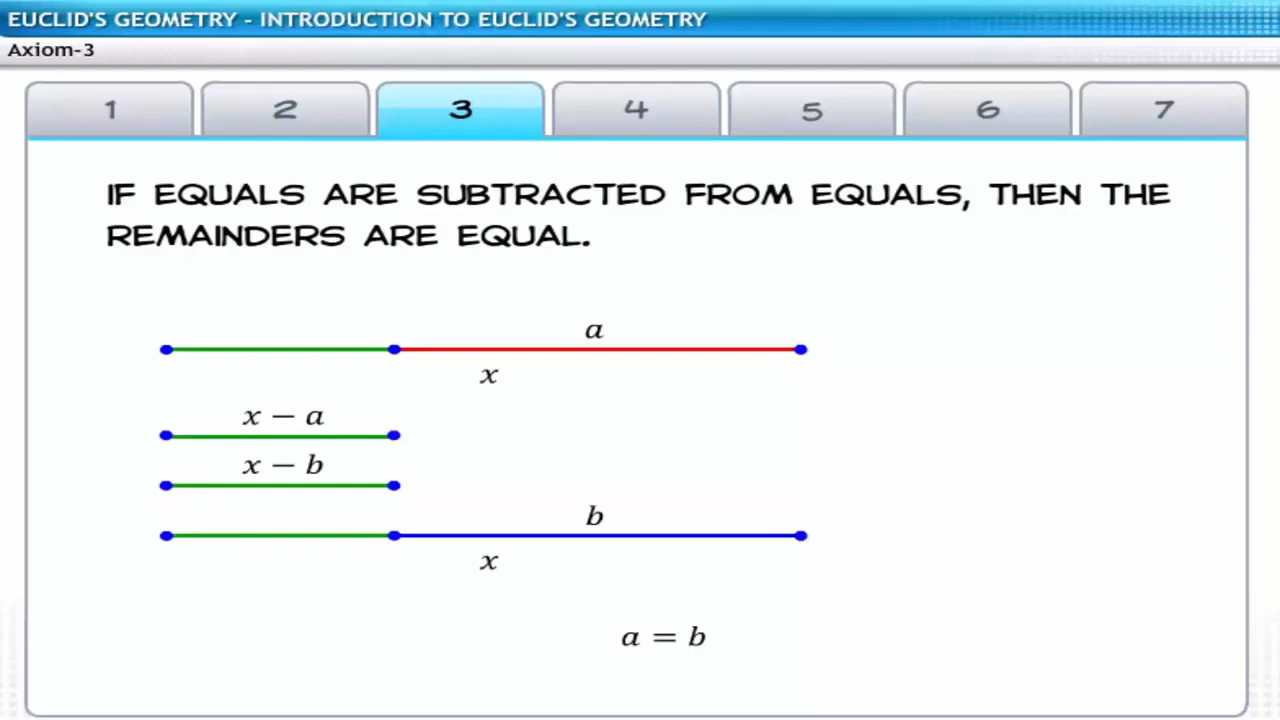 EUCLID'S GEOMETRY - INTRODUCTION TO EUCLID'S GEOMETRY
Axiom-3
1 2 3 4 5 6 7
IF EQUALS ARE SUBTRACTED FROM EQUALS, THEN THE
REMAINDERS ARE EQUAL.
a
x
x − a
x − b
b
x
a = b